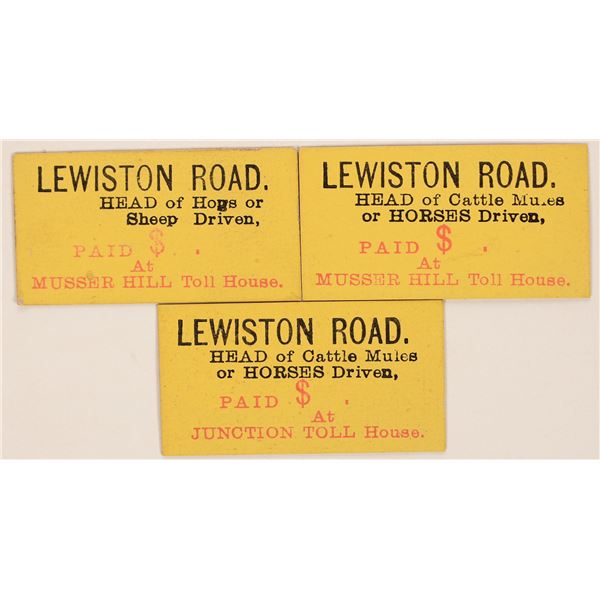 LEWISTON ROAD.
HEAD of Hogs or
Sheep Driven,
PAID $ .
At
MUSSER HILL Toll House.
LEWISTON ROAD.
HEAD of Cattle Mules
or HORSES Driven,
PAID $ .
At
MUSSER HILL Toll House.
LEWISTON ROAD.
HEAD of Cattle Mules
or HORSES Driven,
PAID $ .
At
JUNCTION TOLL House.